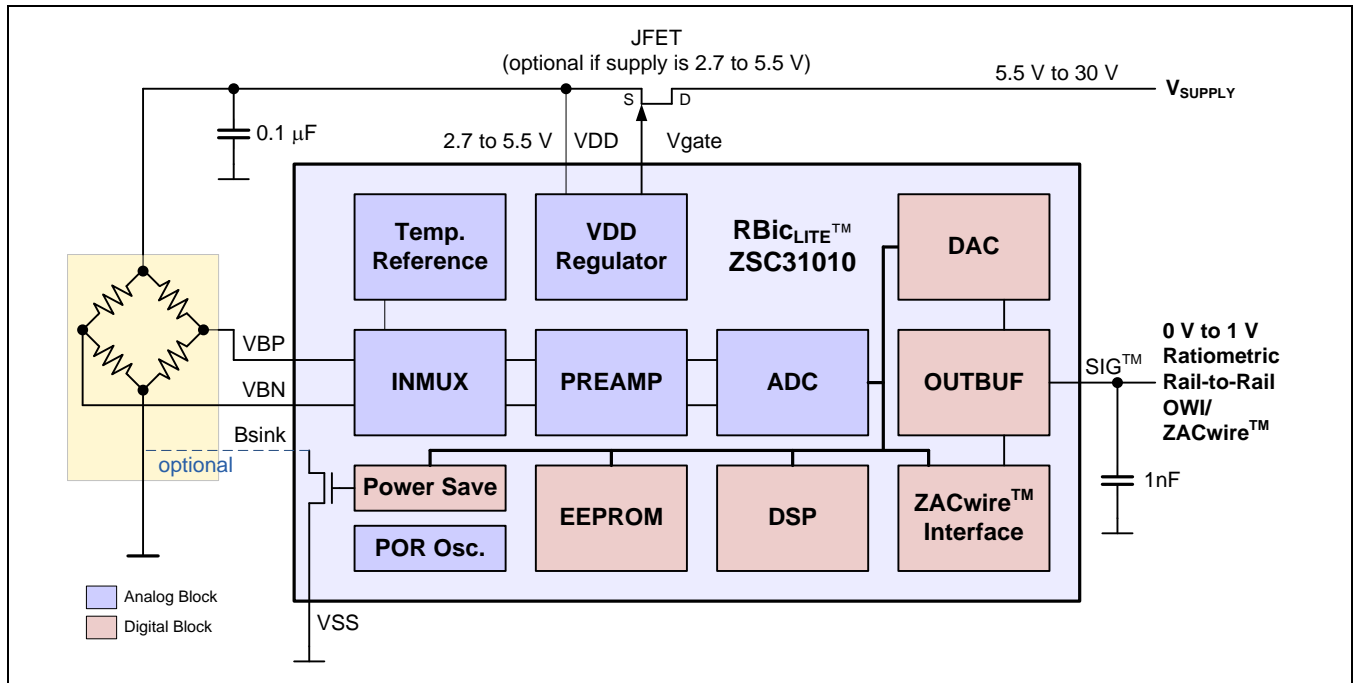 JFET
(optional if supply is 2.7 to 5.5 V)
5.5 V to 30 V
VSUPPLY
S
D
0.1 µF
2.7 to 5.5 V
VDD
Vgate
Temp.
Reference
VDD
Regulator
RBicLITE™
ZSC31010
DAC
VBP
VBN
INMUX
PREAMP
ADC
OUTBUF
SIG™
0 V to 1 V
Ratiometric
Rail-to-Rail
OWI/
ZACwire™
Bsink
optional
Power Save
POR Osc.
EEPROM
DSP
ZACwire™
Interface
1nF
Analog Block
Digital Block
VSS